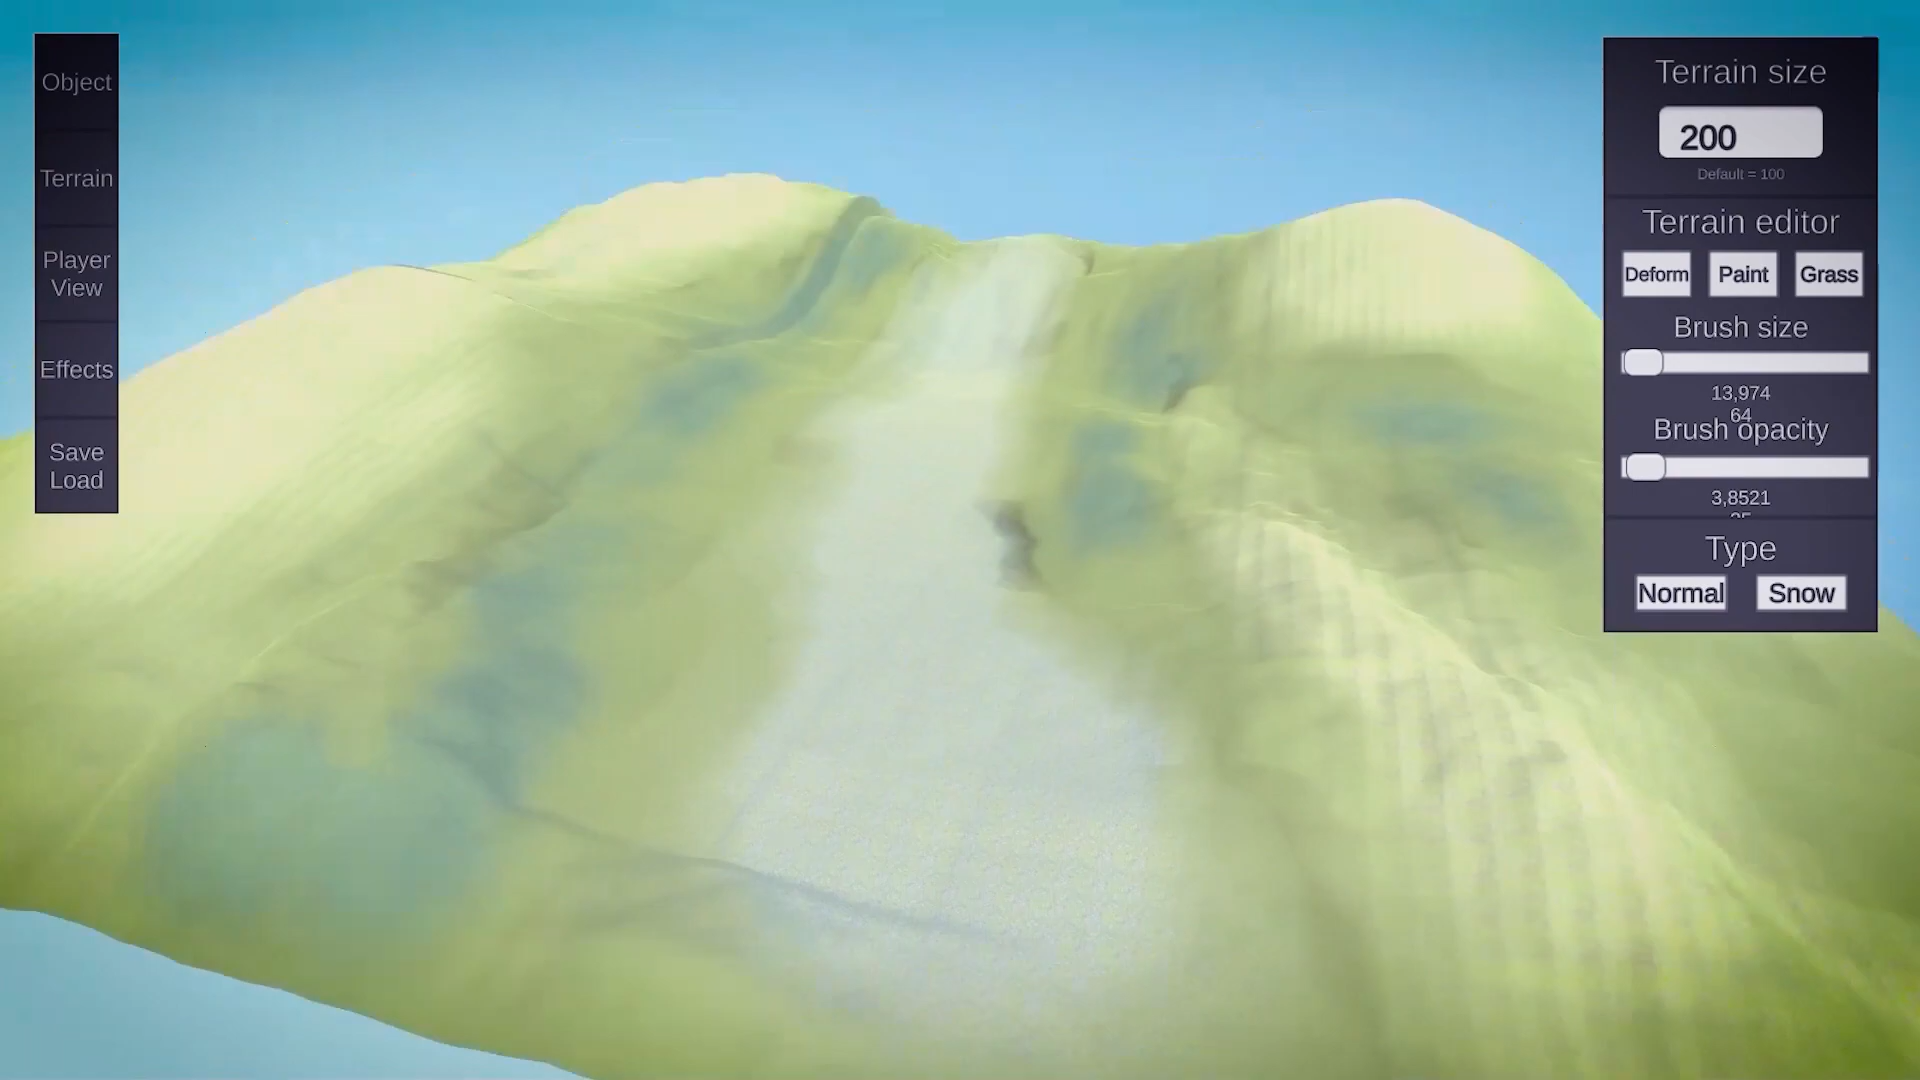 Object
Terrain
Player
View
Effects
Save
Load
Terrain size
200
Default = 100
Terrain editor
Deform Paint Grass
Brush size
13,974
64
Brush opacity
3,8521
Type
Normal Snow